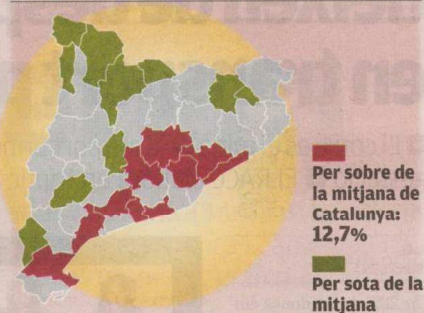 Per sobre de
la mitjana de
Catalunya:
12,7%
Per sota de la
mitjana